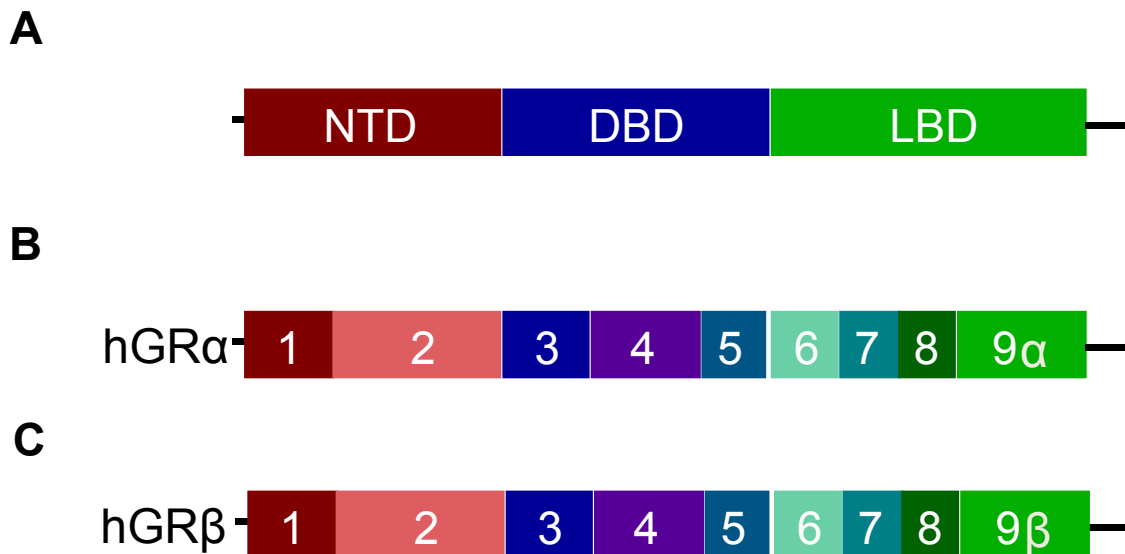 A
NTD DBD LBD
B
hGRα 1 2 3 4 5 6 7 8 9α
C
hGRβ 1 2 3 4 5 6 7 8 9β